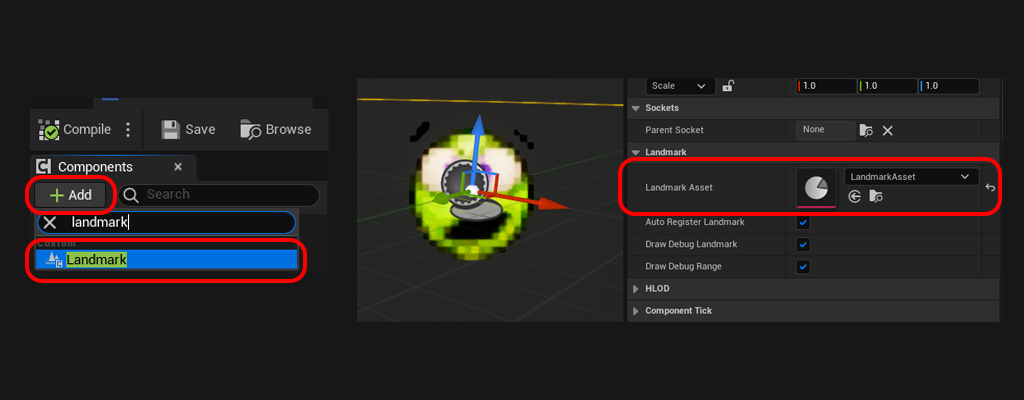 Compile
Save
Browse
Components
Add
Search
landmark
Custom
Landmark
Scale
1.0
1.0
1.0
Sockets
Parent Socket
None
Landmark
Landmark Asset
LandmarkAsset
Auto Register Landmark
Draw Debug Landmark
Draw Debug Range
HLOD
Component Tick